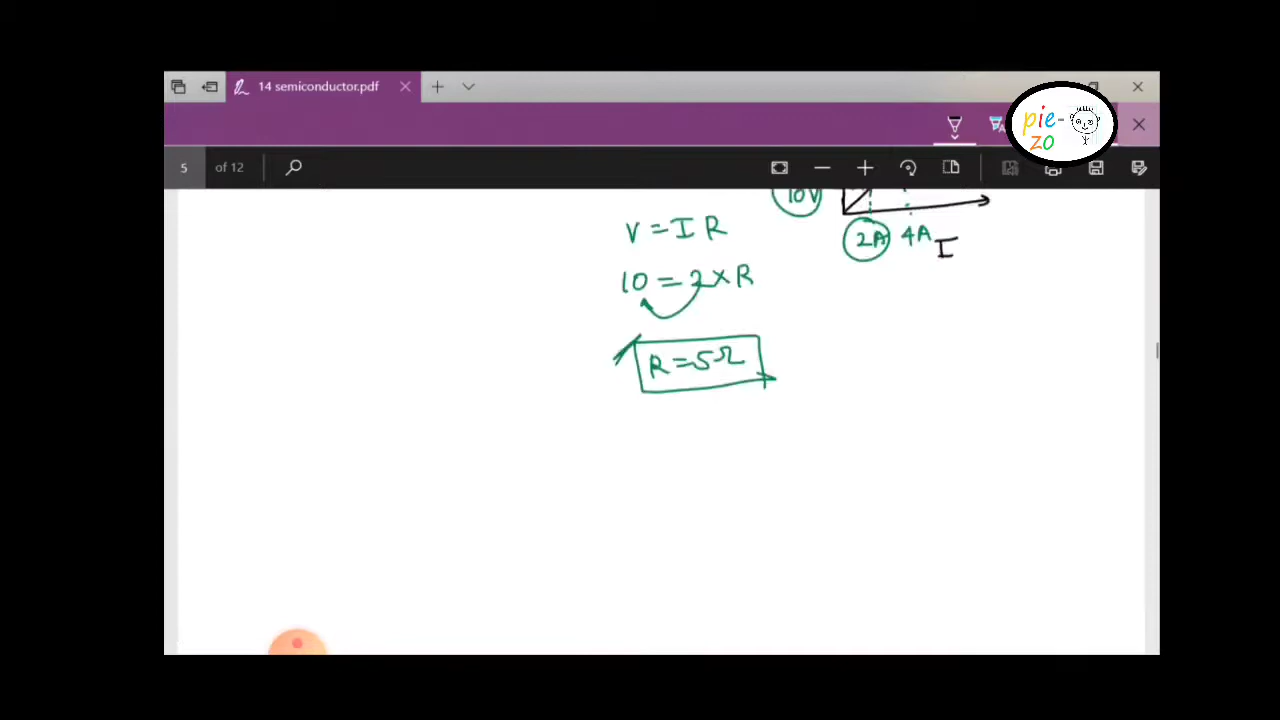 14 semiconductor.pdf
pie-
zo
5 of 12
10V
V = I R
2A 4A I
10 = 2 × R
R = 5Ω